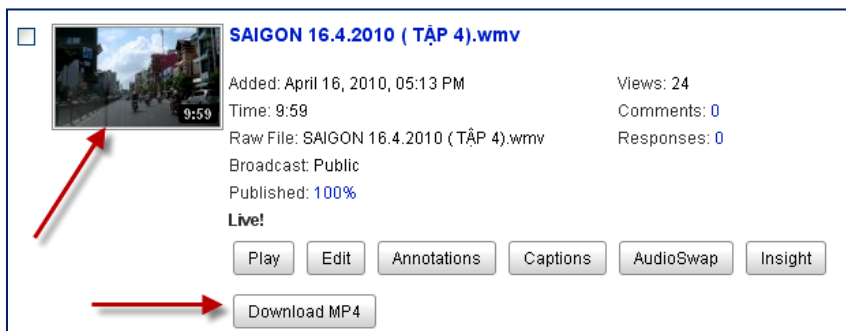 SAIGON 16.4.2010 ( TẬP 4).wmv
9:59
Added: April 16, 2010, 05:13 PM Views: 24
Time: 9:59 Comments: 0
Raw File: SAIGON 16.4.2010 ( TẬP 4).wmv Responses: 0
Broadcast: Public
Published: 100%
Live!
Play Edit Annotations Captions AudioSwap Insight
Download MP4